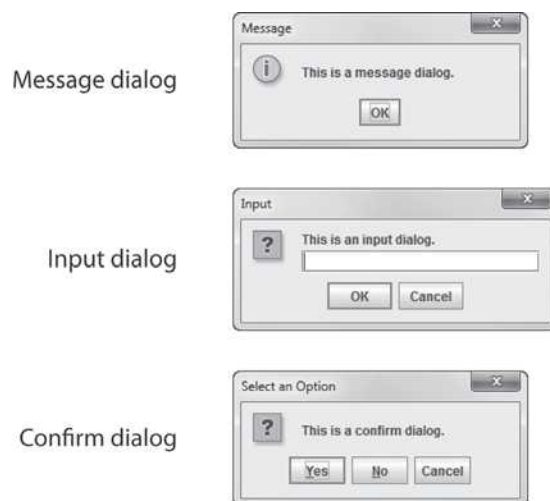 Message dialog
Message
x
i
This is a message dialog.
OK
Input dialog
Input
x
?
This is an input dialog.
OK Cancel
Confirm dialog
Select an Option
x
?
This is a confirm dialog.
Yes No Cancel